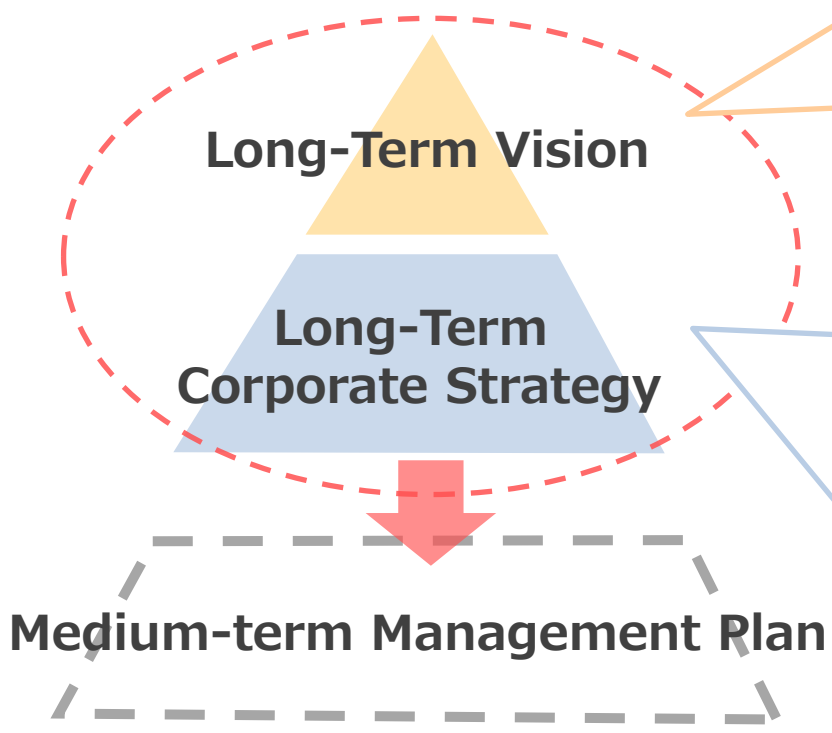 Long-Term Vision
Long-Term
Corporate Strategy
Medium-term Management Plan